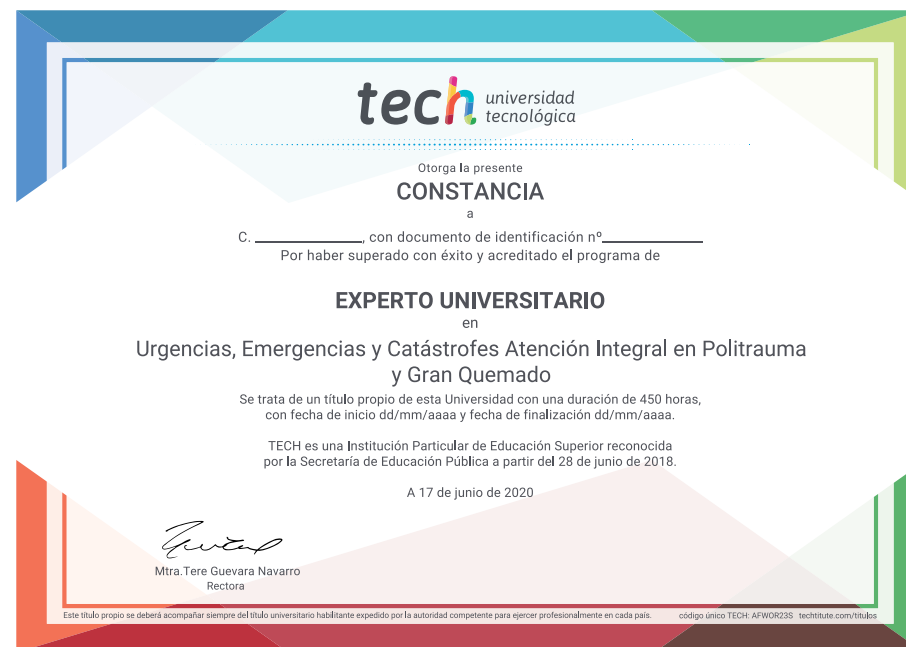 tech universidad
tecnológica
Otorga la presente
CONSTANCIA
a
C. ____________, con documento de identificación nº____________
Por haber superado con éxito y acreditado el programa de
EXPERTO UNIVERSITARIO
en
Urgencias, Emergencias y Catástrofes Atención Integral en Politrauma
y Gran Quemado
Se trata de un título propio de esta Universidad con una duración de 450 horas,
con fecha de inicio dd/mm/aaaa y fecha de finalización dd/mm/aaaa.
TECH es una Institución Particular de Educación Superior reconocida
por la Secretaría de Educación Pública a partir del 28 de junio de 2018.
A 17 de junio de 2020
Mtra.Tere Guevara Navarro
Rectora
Este título propio se deberá acompañar siempre del título universitario habilitante expedido por la autoridad competente para ejercer profesionalmente en cada país. código único TECH: AFWOR23S techtitute.com/titulos